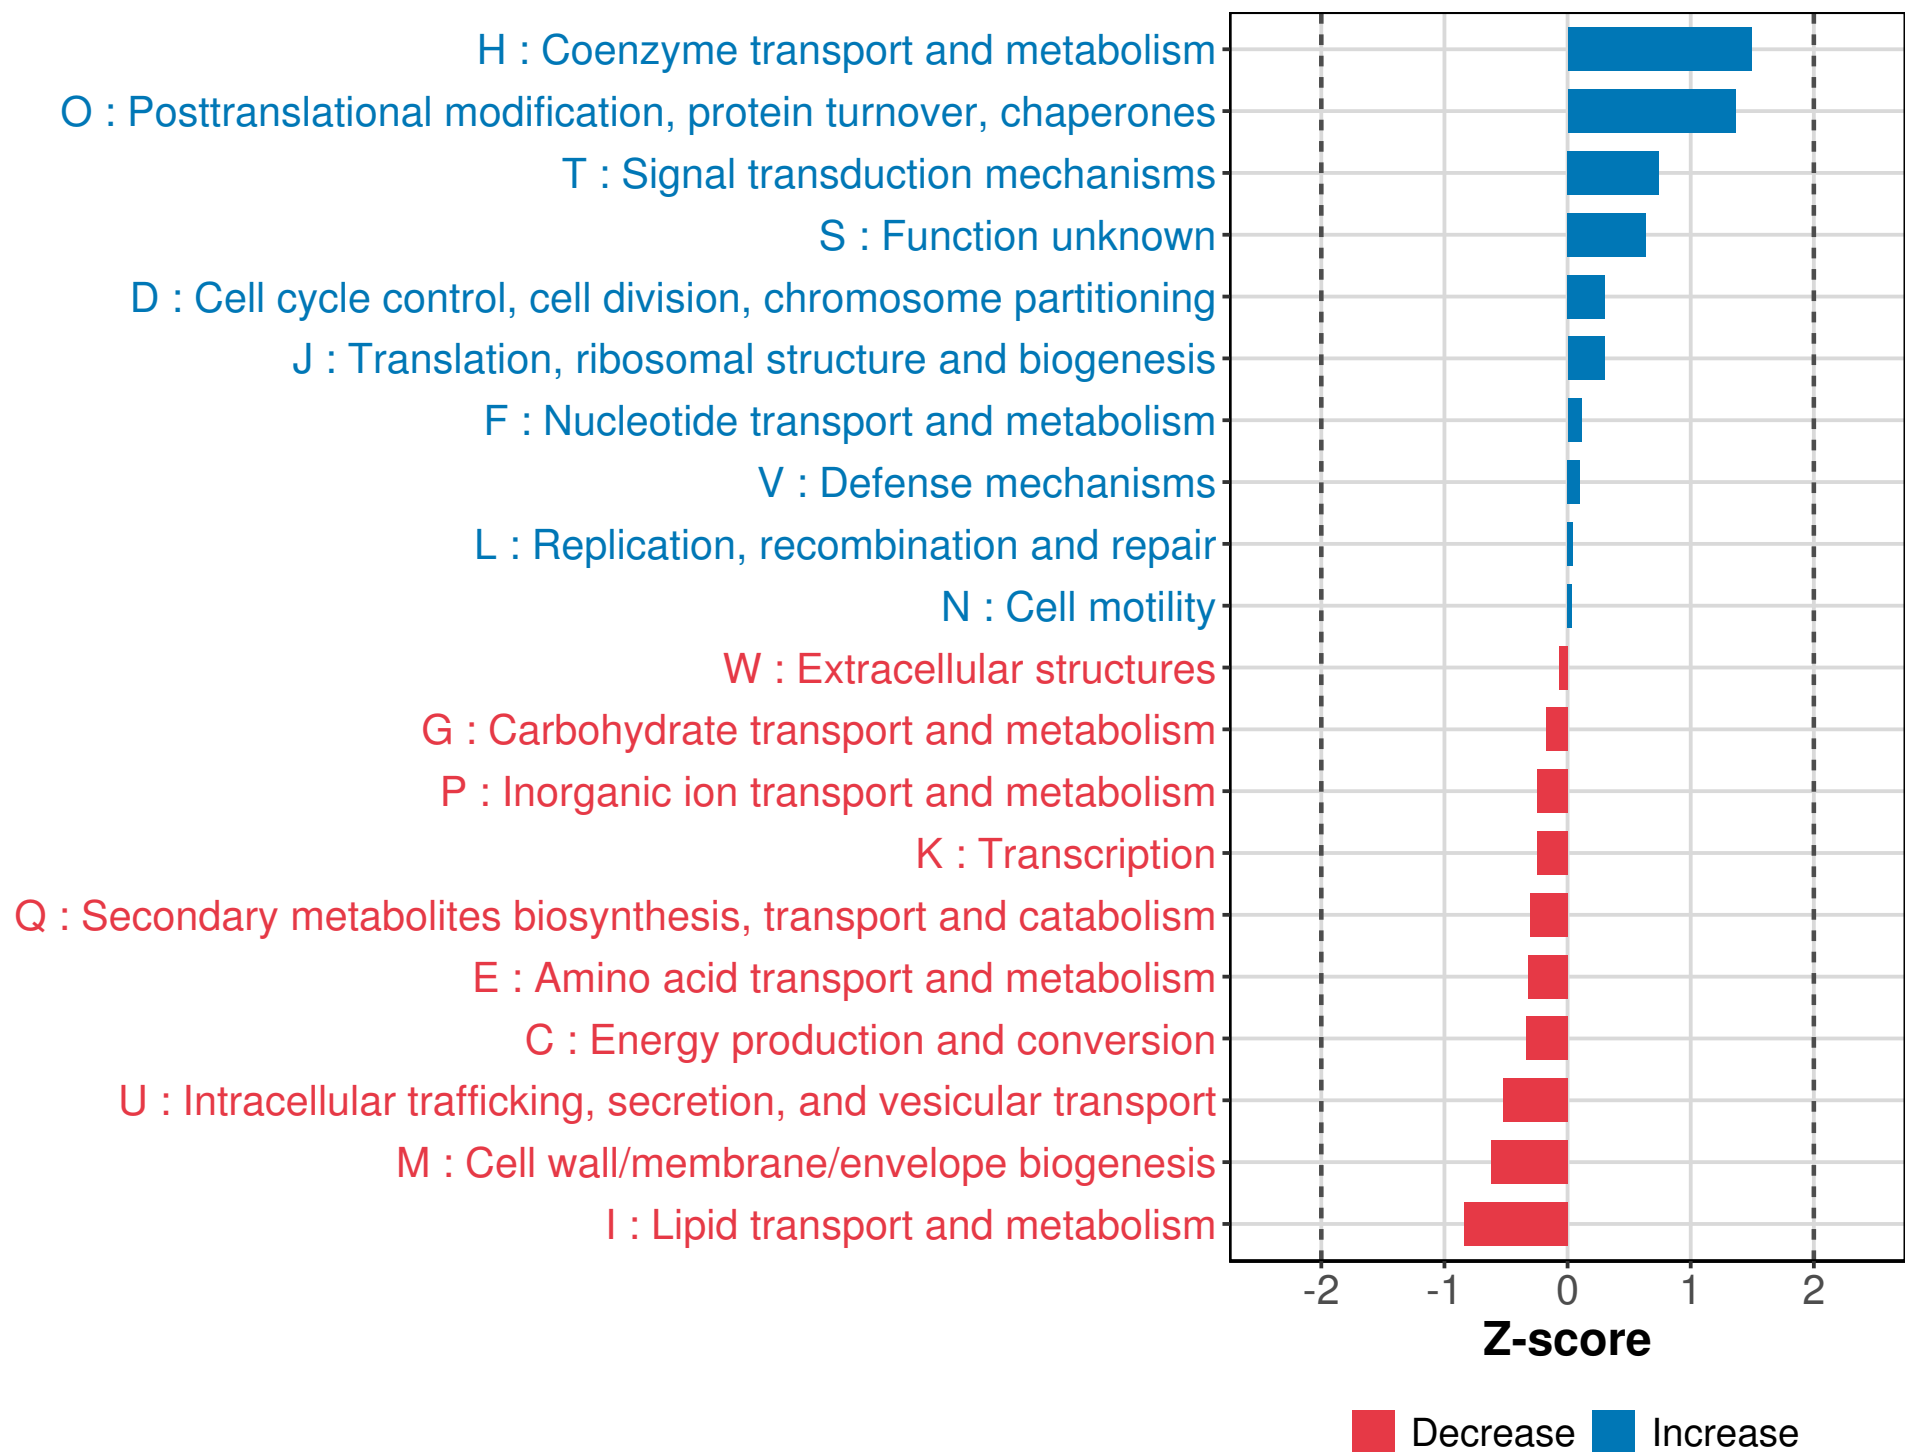 H : Coenzyme transport and metabolism
O : Posttranslational modification, protein turnover, chaperones
T : Signal transduction mechanisms
S : Function unknown
D : Cell cycle control, cell division, chromosome partitioning
J : Translation, ribosomal structure and biogenesis
F : Nucleotide transport and metabolism
V : Defense mechanisms
L : Replication, recombination and repair
N : Cell motility
W : Extracellular structures
G : Carbohydrate transport and metabolism
P : Inorganic ion transport and metabolism
K : Transcription
Q : Secondary metabolites biosynthesis, transport and catabolism
E : Amino acid transport and metabolism
C : Energy production and conversion
U : Intracellular trafficking, secretion, and vesicular transport
M : Cell wall/membrane/envelope biogenesis
I : Lipid transport and metabolism
-2 -1 0 1 2
Z-score
Decrease Increase